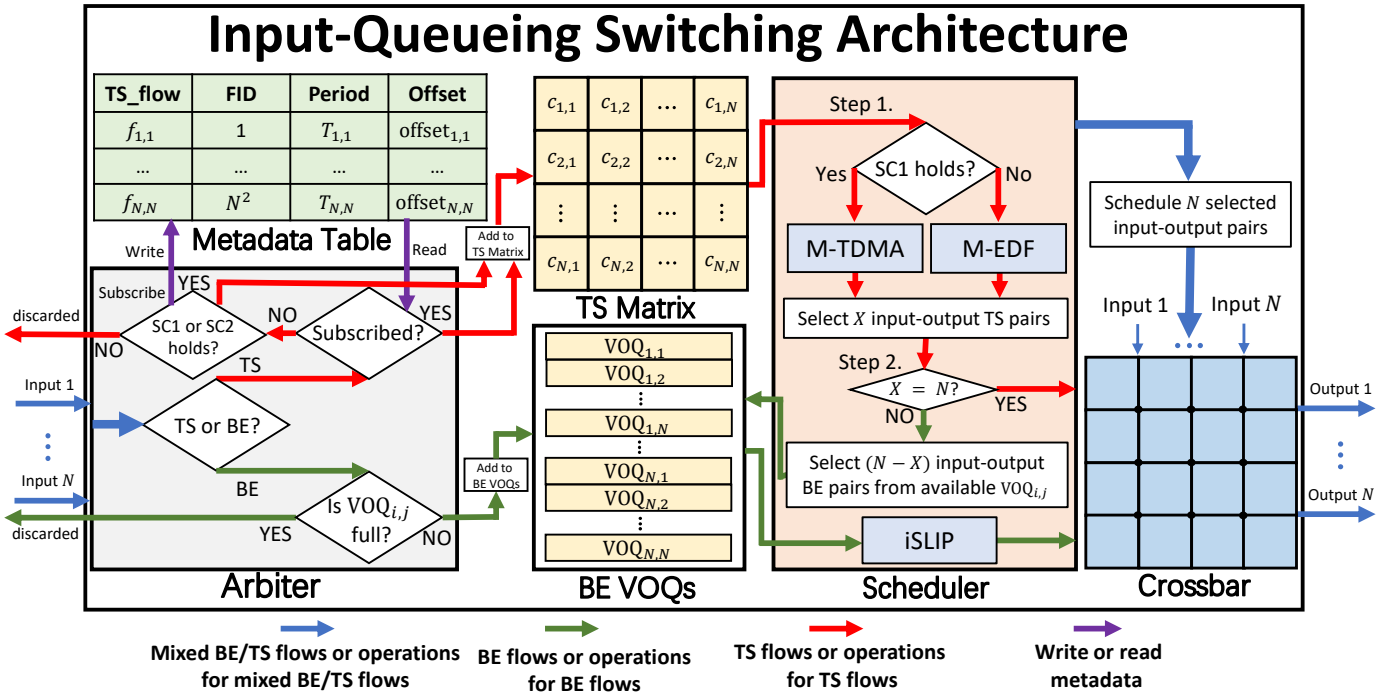 Input-Queueing Switching Architecture
TS_flow FID Period Offset
f1,1 1 T1,1 offset1,1
... ... ... ...
fN,N N² TN,N offsetN,N
Metadata Table
Write
Read
Add to
TS Matrix
Subscribe
YES
SC1 or SC2
holds?
NO
discarded
NO
Subscribed?
YES
TS
Input 1
⋮
Input N
TS or BE?
BE
Is VOQi,j
full?
YES
NO
discarded
Add to
BE VOQs
Arbiter
c1,1 c1,2 ... c1,N
c2,1 c2,2 ... c2,N
⋮ ⋮ ... ⋮
cN,1 cN,2 ... cN,N
TS Matrix
VOQ1,1
VOQ1,2
⋮
VOQ1,N
⋮
VOQN,1
VOQN,2
⋮
VOQN,N
BE VOQs
Step 1.
SC1 holds?
Yes
No
M-TDMA
M-EDF
Select X input-output TS pairs
Step 2.
X = N?
NO
YES
Select (N − X) input-output
BE pairs from available VOQi,j
iSLIP
Scheduler
Schedule N selected
input-output pairs
Input 1
...
Input N
Output 1
⋮
Output N
Crossbar
Mixed BE/TS flows or operations
for mixed BE/TS flows
BE flows or operations
for BE flows
TS flows or operations
for TS flows
Write or read
metadata